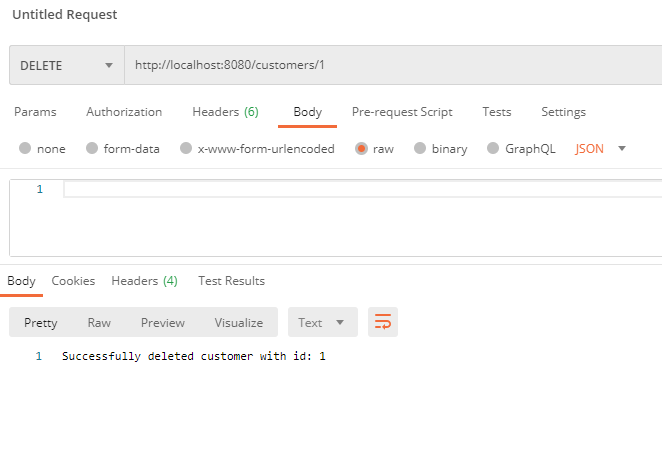 Untitled Request
DELETE http://localhost:8080/customers/1
Params Authorization Headers (6) Body Pre-request Script Tests Settings
none form-data x-www-form-urlencoded raw binary GraphQL JSON
1
Body Cookies Headers (4) Test Results
Pretty Raw Preview Visualize Text
1 Successfully deleted customer with id: 1